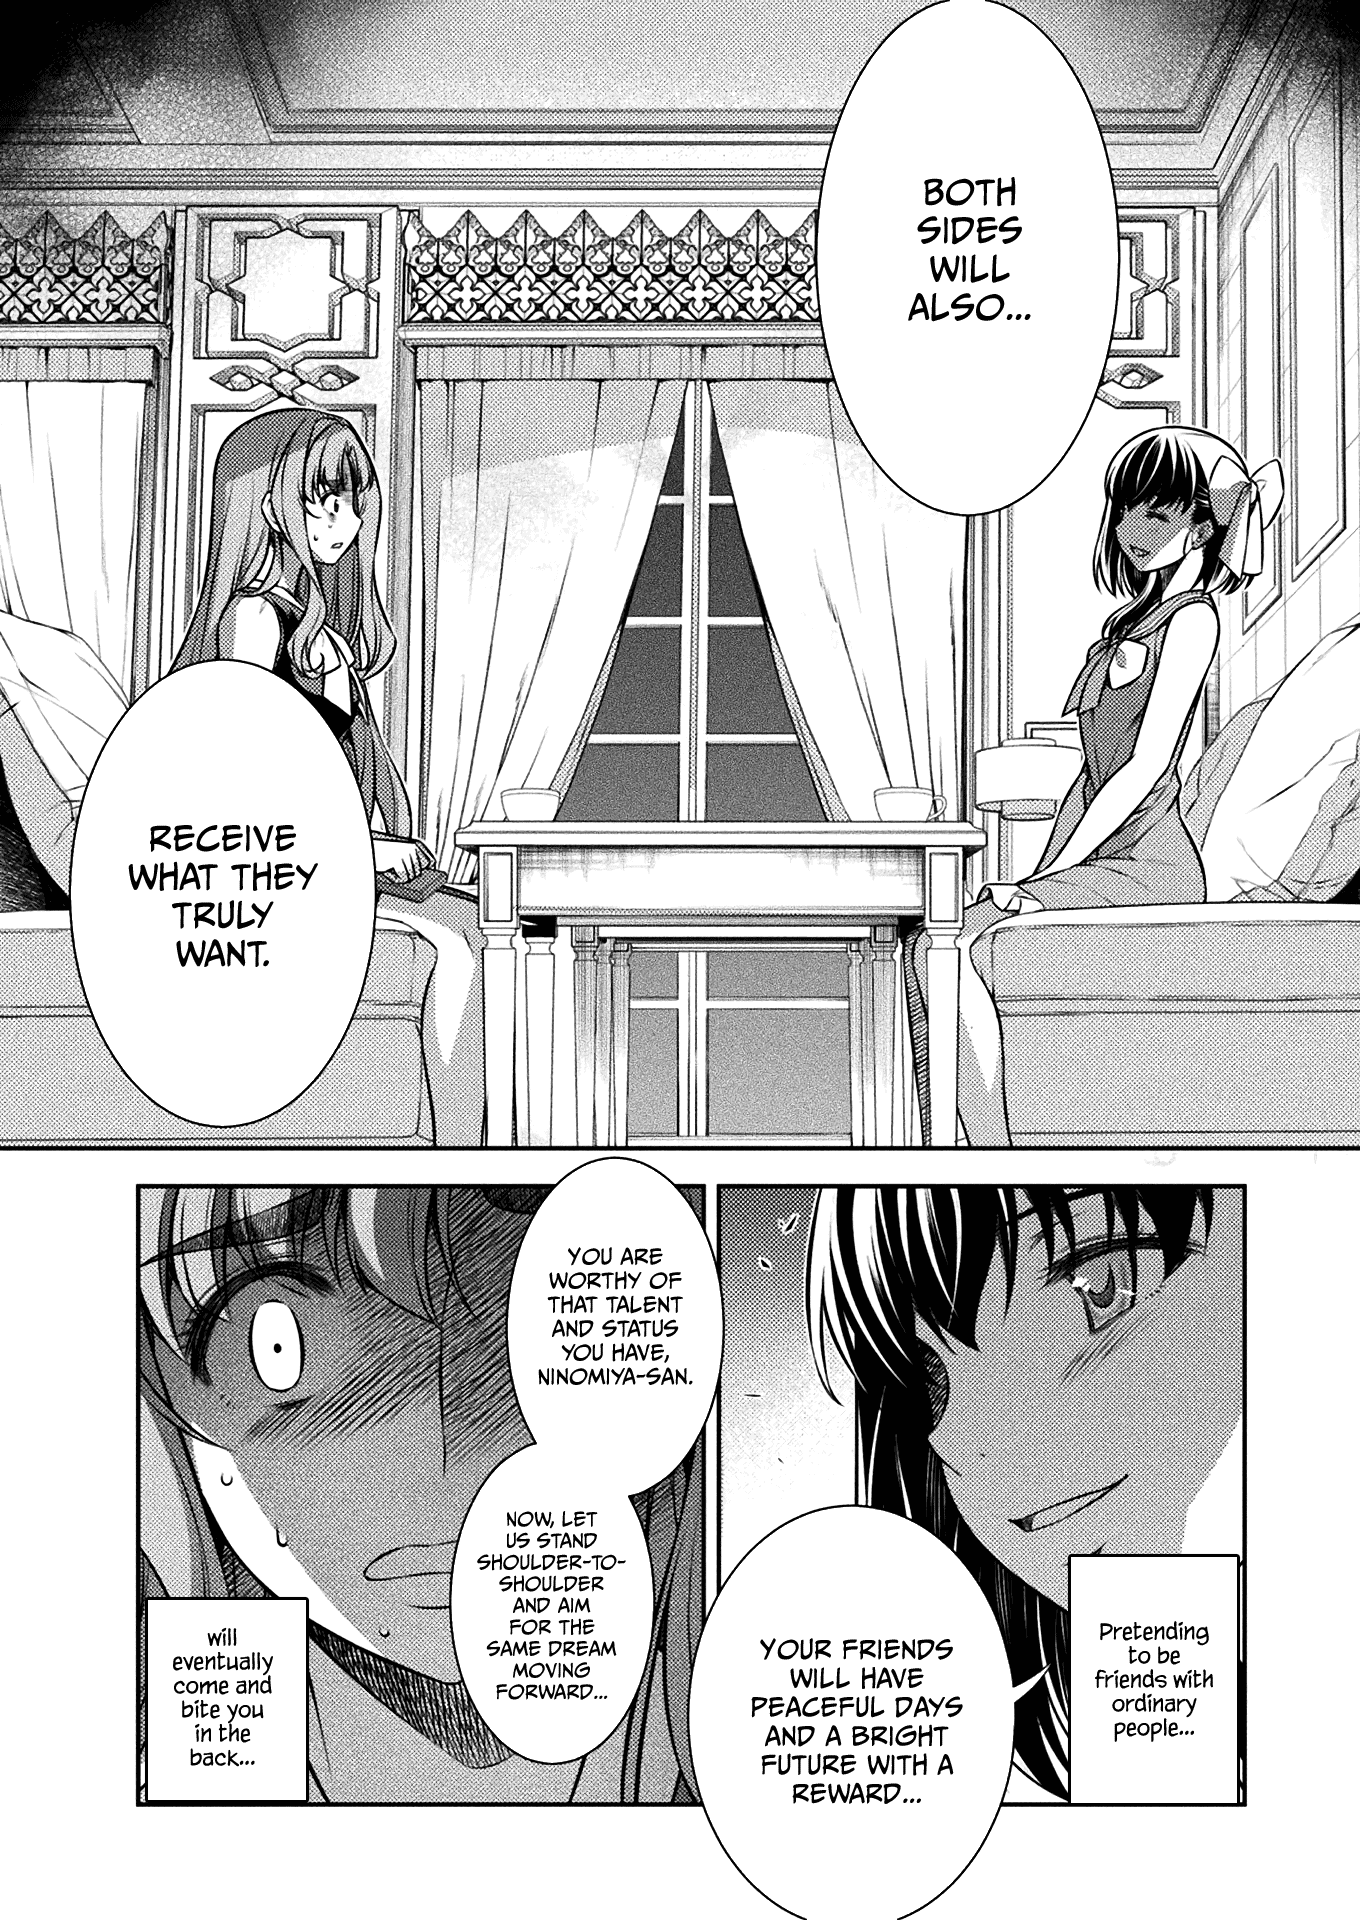 BOTH
SIDES
WILL
ALSO...
RECEIVE
WHAT THEY
TRULY
WANT.
Pretending
to be
friends with
ordinary
people...
YOUR FRIENDS
WILL HAVE
PEACEFUL DAYS
AND A BRIGHT
FUTURE WITH A
REWARD...
YOU ARE
WORTHY OF
THAT TALENT
AND STATUS
YOU HAVE,
NINOMIYA-SAN.
NOW, LET
US STAND
SHOULDER-TO-
SHOULDER
AND AIM
FOR THE
SAME DREAM
MOVING
FORWARD...
will
eventually
come and
bite you
in the
back...